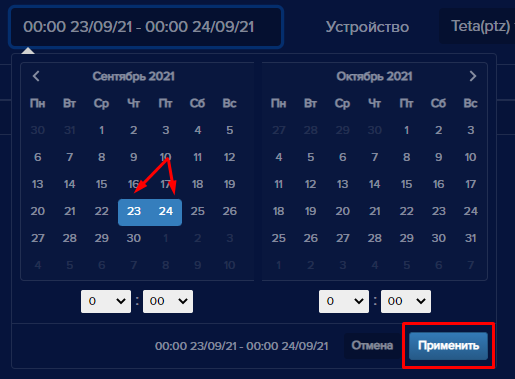 00:00 23/09/21 - 00:00 24/09/21 Устройство Teta(ptz)
Сентябрь 2021 Октябрь 2021
Пн Вт Ср Чт Пт Сб Вс Пн Вт Ср Чт Пт Сб Вс
30 31 1 2 3 4 5 27 28 29 30 1 2 3
6 7 8 9 10 11 12 4 5 6 7 8 9 10
13 14 15 16 17 18 19 11 12 13 14 15 16 17
20 21 22 23 24 25 26 18 19 20 21 22 23 24
27 28 29 30 1 2 3 25 26 27 28 29 30 31
4 5 6 7 8 9 10 1 2 3 4 5 6 7
0 : 00 0 : 00
00:00 23/09/21 - 00:00 24/09/21 Отмена Применить